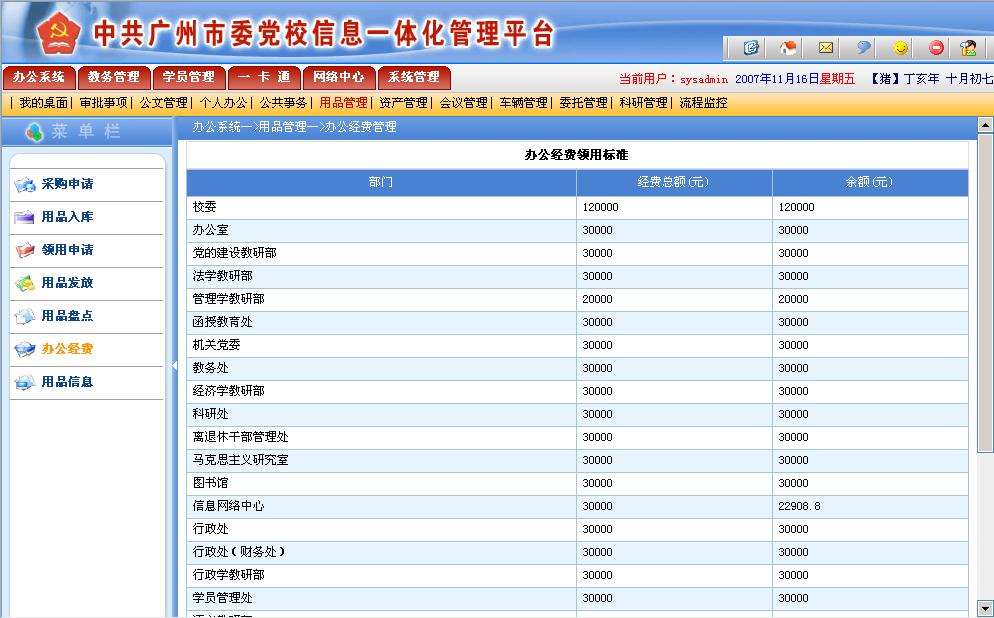 中共广州市委党校信息一体化管理平台
办公系统 教务管理 学员管理 一卡通 网络中心 系统管理
当前用户：sysadmin 2007年11月16日星期五 【猪】丁亥年 十月初七
| 我的桌面 | 审批事项 | 公文管理 | 个人办公 | 公共事务 | 用品管理 | 资产管理 | 会议管理 | 车辆管理 | 委托管理 | 科研管理 | 流程监控
菜单栏
办公系统—>用品管理—>办公经费管理
采购申请
用品入库
领用申请
用品发放
用品盘点
办公经费
用品信息
办公经费领用标准
部门 经费总额(元) 余额(元)
校委 120000 120000
办公室 30000 30000
党的建设教研部 30000 30000
法学教研部 30000 30000
管理学教研部 20000 20000
函授教育处 30000 30000
机关党委 30000 30000
教务处 30000 30000
经济学教研部 30000 30000
科研处 30000 30000
离退休干部管理处 30000 30000
马克思主义研究室 30000 30000
图书馆 30000 30000
信息网络中心 30000 22908.8
行政处 30000 30000
行政处(财务处) 30000 30000
行政学教研部 30000 30000
学员管理处 30000 30000